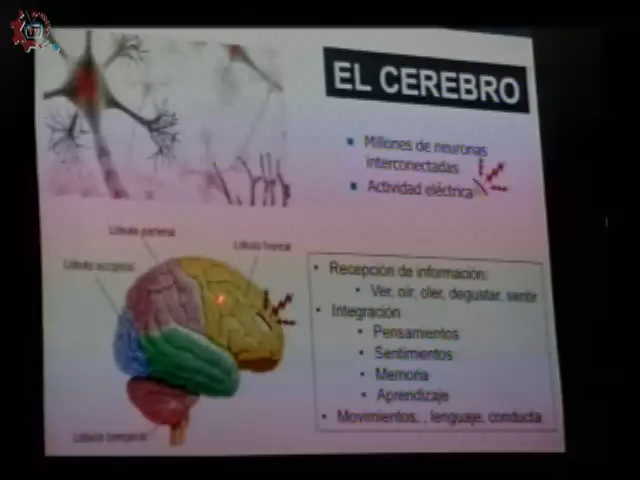 EL CEREBRO
Millones de neuronas
interconectadas
Actividad eléctrica
Lóbulo parietal
Lóbulo frontal
Lóbulo occipital
• Recepción de información:
• Ver, oir, oler, degustar, sentir
• Integración
• Pensamientos
• Sentimientos
• Memoria
• Aprendizaje
• Movimientos, , lenguaje, conducta
Lóbulo temporal